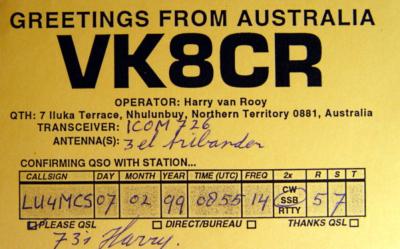 GREETINGS FROM AUSTRALIA
VK8CR
OPERATOR: Harry van Rooy
QTH: 7 Iluka Terrace, Nhulunbuy, Northern Territory 0881, Australia
TRANSCEIVER: ICOM 726
ANTENNA(S): 3 el tribander
CONFIRMING QSO WITH STATION...
CALLSIGN DAY MONTH YEAR TIME (UTC) FREQ 2x R S T
LU4MCS 07 02 99 0855 14 CW SSB RTTY 5 7
PLEASE QSL DIRECT/BUREAU THANKS QSL
73s Harry.